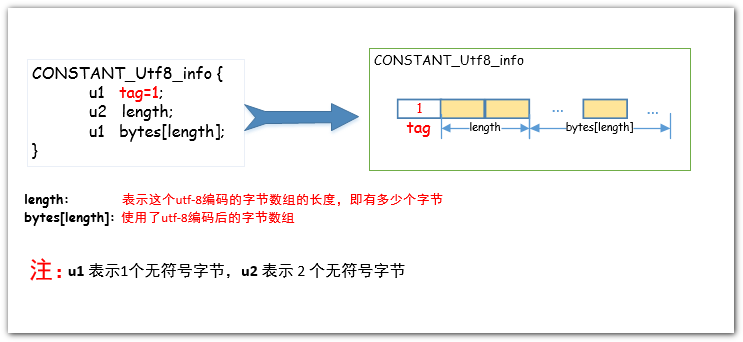 CONSTANT_Utf8_info {
u1 tag=1;
u2 length;
u1 bytes[length];
}
CONSTANT_Utf8_info
1 ... ...
tag length bytes[length]
length: 表示这个utf-8编码的字节数组的长度，即有多少个字节
bytes[length]: 使用了utf-8编码后的字节数组
注：u1 表示1个无符号字节，u2 表示 2 个无符号字节